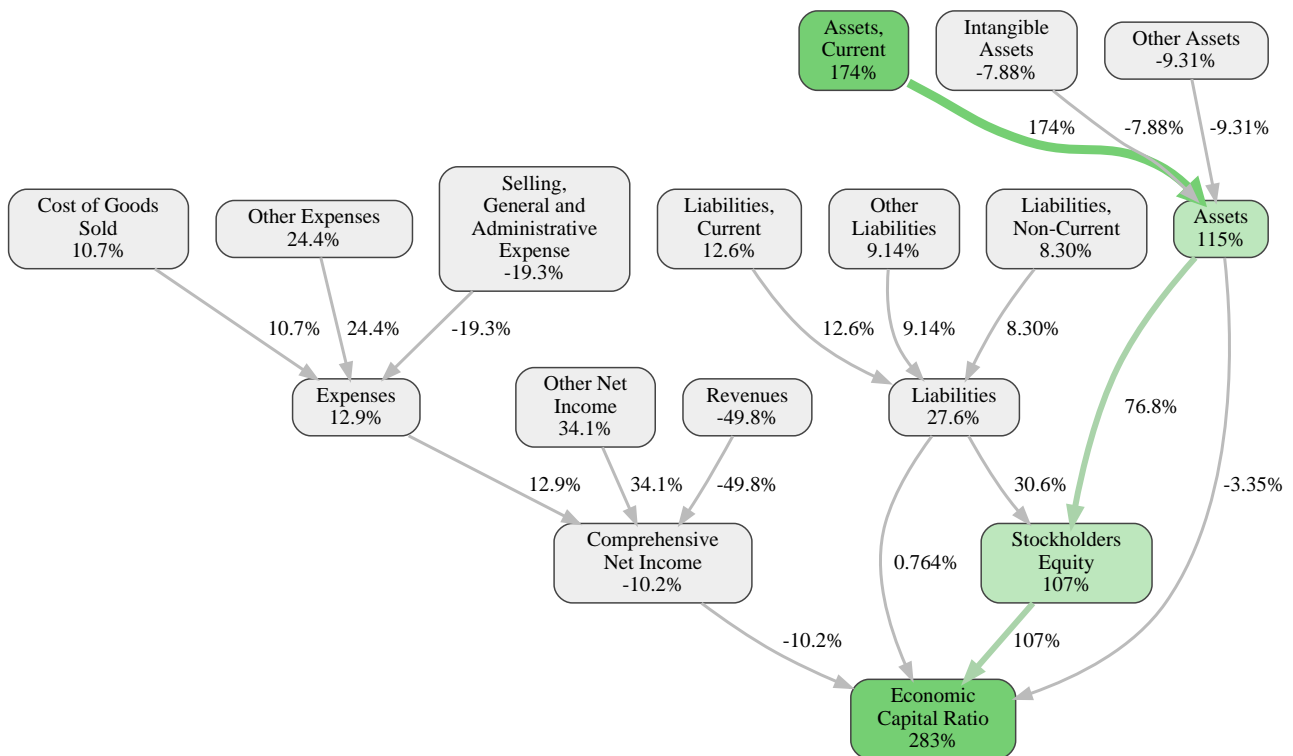 Assets,
Current
174%
Intangible
Assets
-7.88%
Other Assets
-9.31%
174%
-7.88%
-9.31%
Cost of Goods
Sold
10.7%
Other Expenses
24.4%
Selling,
General and
Administrative
Expense
-19.3%
Liabilities,
Current
12.6%
Other
Liabilities
9.14%
Liabilities,
Non-Current
8.30%
Assets
115%
10.7%
24.4%
-19.3%
12.6%
9.14%
8.30%
Expenses
12.9%
Other Net
Income
34.1%
Revenues
-49.8%
Liabilities
27.6%
76.8%
12.9%
34.1%
-49.8%
30.6%
-3.35%
Comprehensive
Net Income
-10.2%
0.764%
Stockholders
Equity
107%
-10.2%
107%
Economic
Capital Ratio
283%